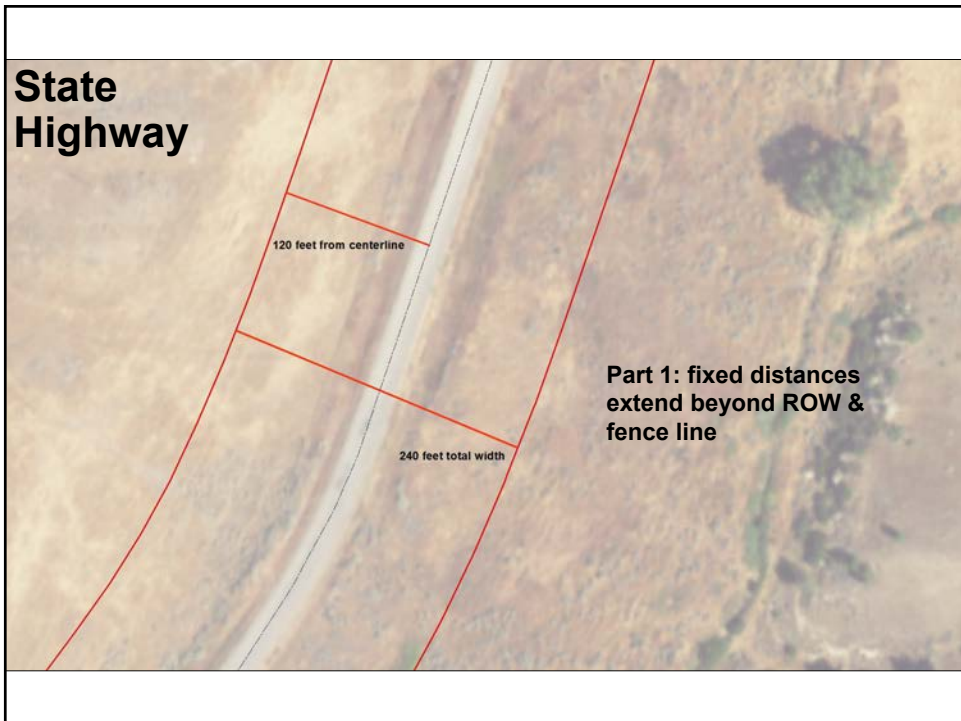 State
Highway
120 feet from centerline
Part 1: fixed distances
extend beyond ROW &
fence line
240 feet total width